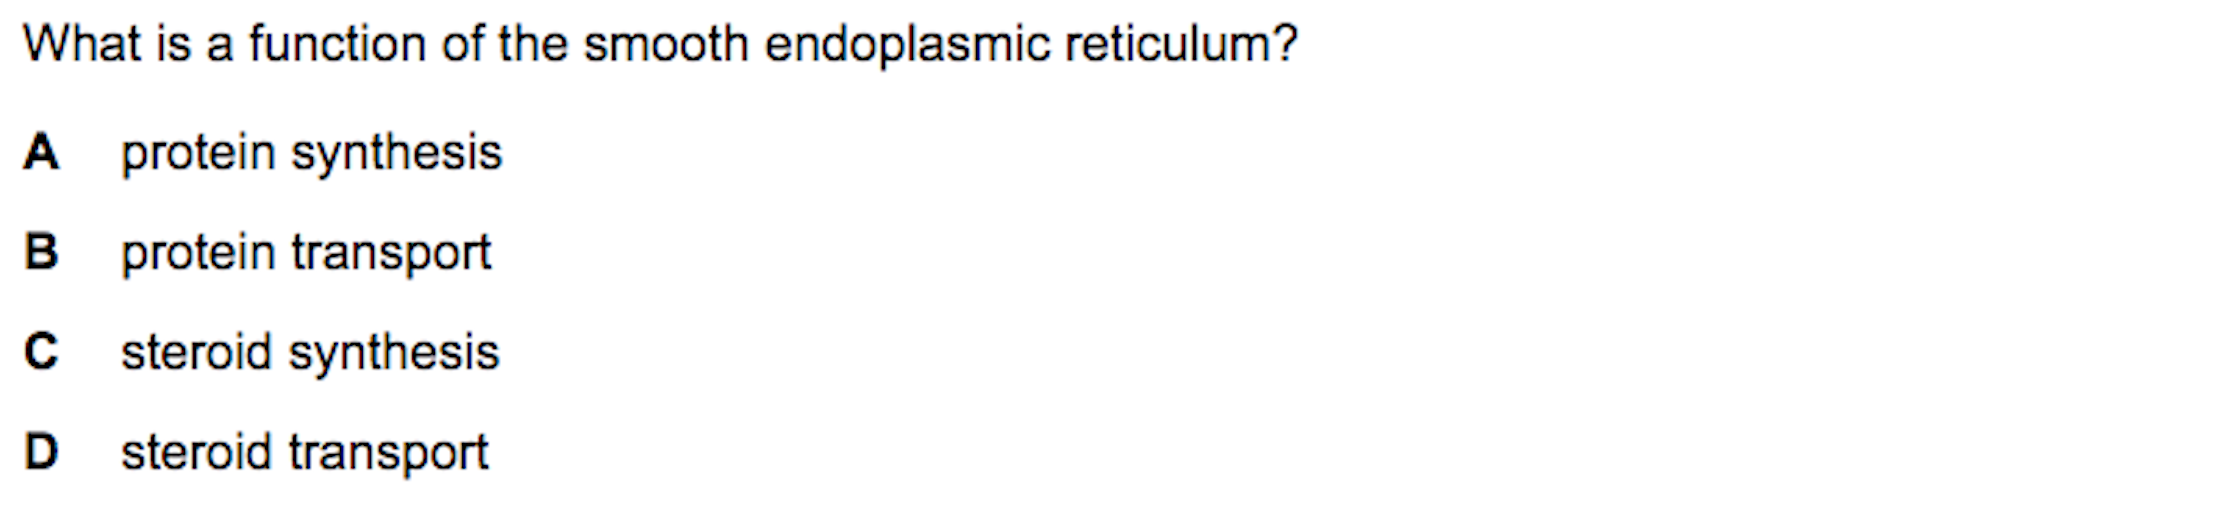 What is a function of the smooth endoplasmic reticulum?
A protein synthesis
B protein transport
C steroid synthesis
D steroid transport